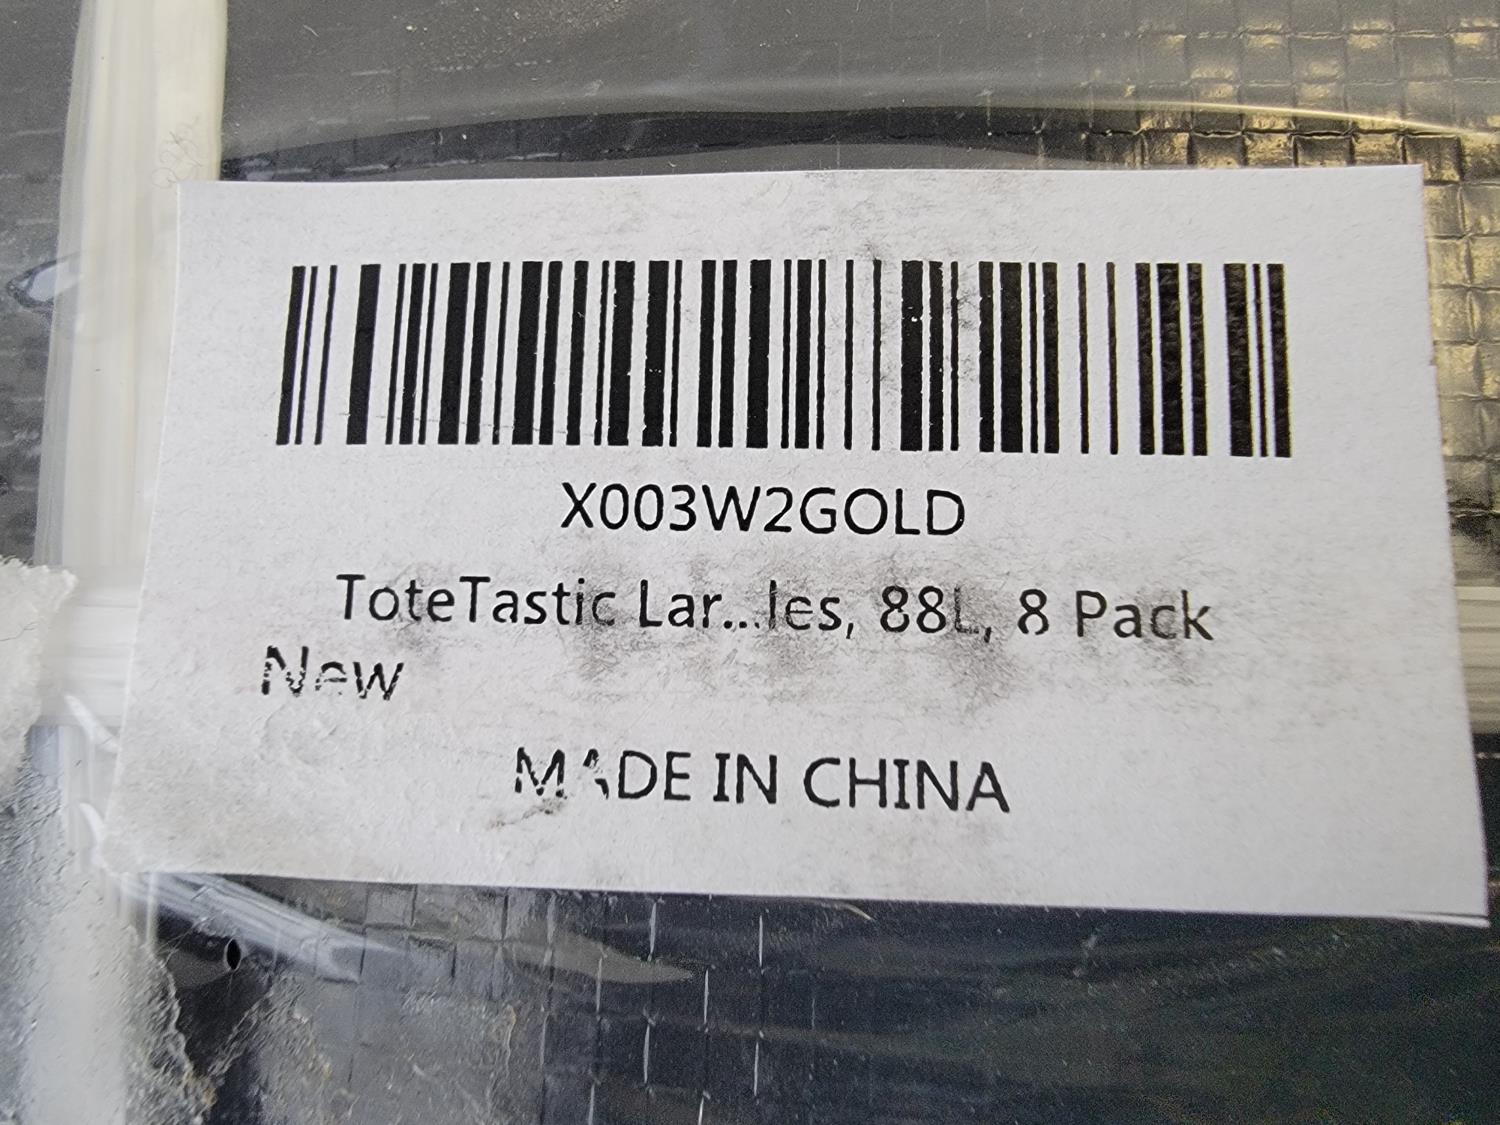 X003W2GOLD
ToteTastic Lar...les, 88L, 8 Pack
New
MADE IN CHINA